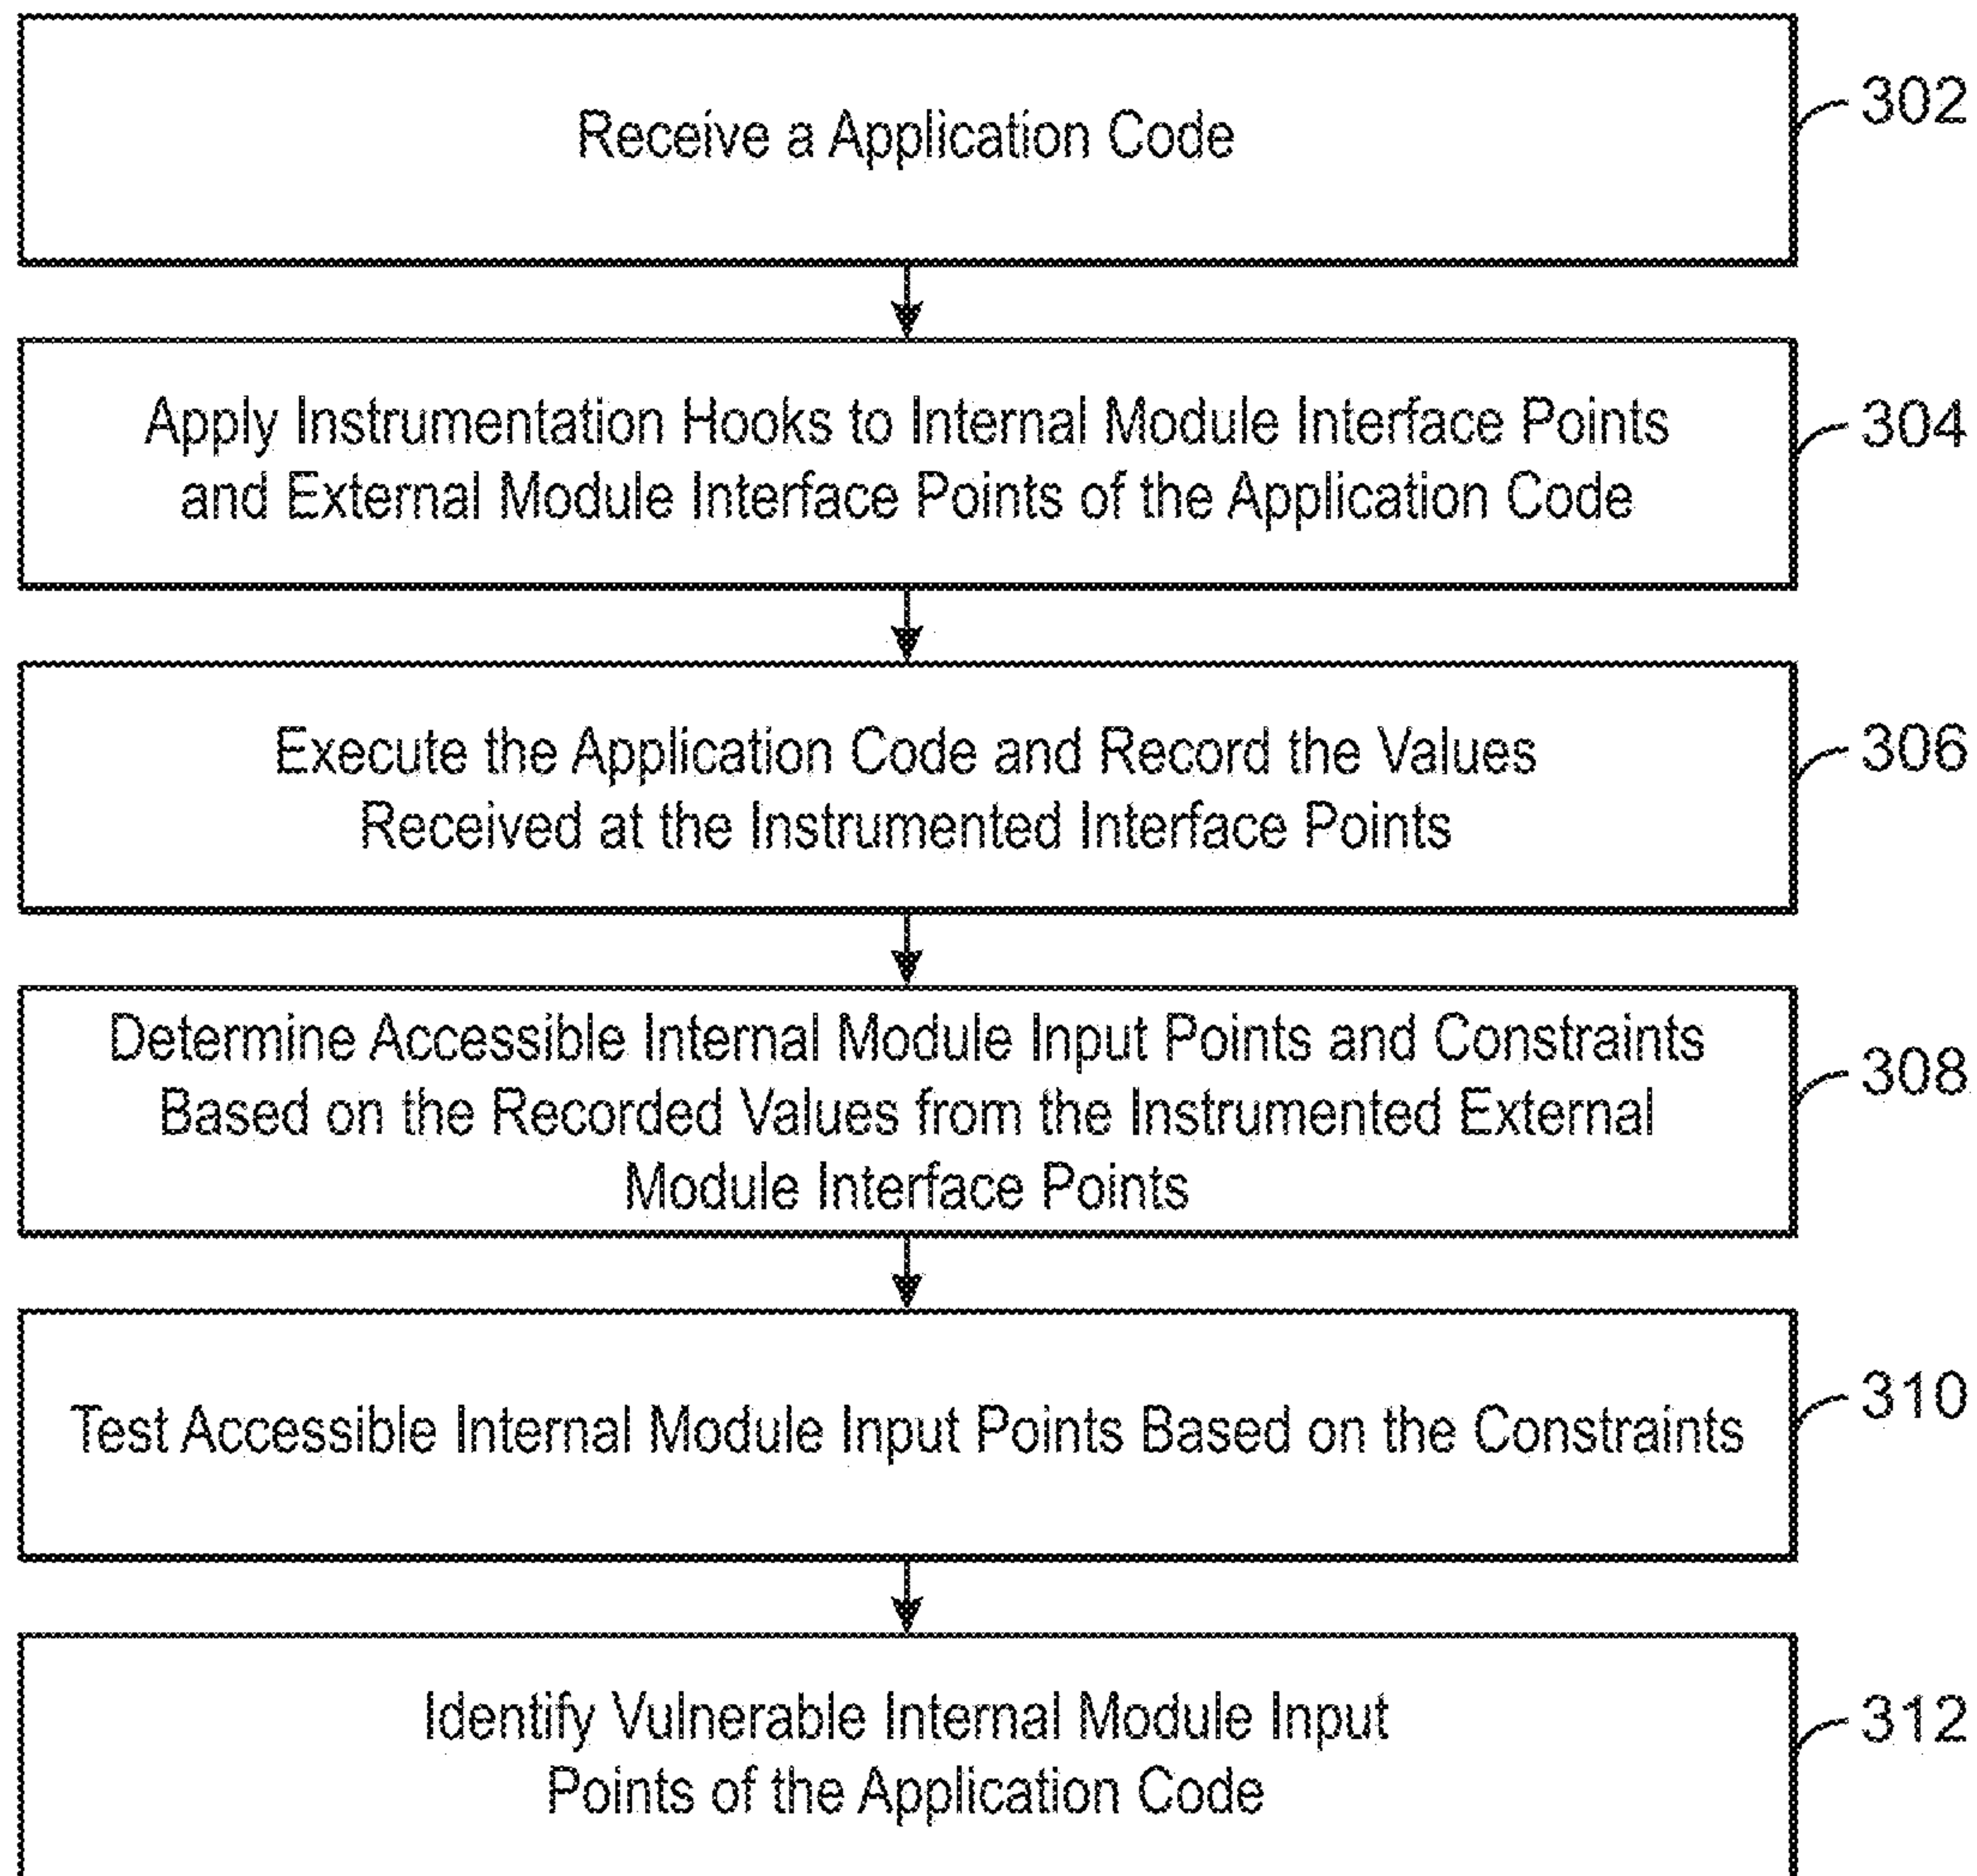 Receive a Application Code
302
Apply Instrumentation Hooks to Internal Module Interface Points
and External Module Interface Points of the Application Code
304
Execute the Application Code and Record the Values
Received at the Instrumented Interface Points
306
Determine Accessible Internal Module Input Points and Constraints
Based on the Recorded Values from the Instrumented External
Module Interface Points
308
Test Accessible Internal Module Input Points Based on the Constraints
310
Identify Vulnerable Internal Module Input
Points of the Application Code
312